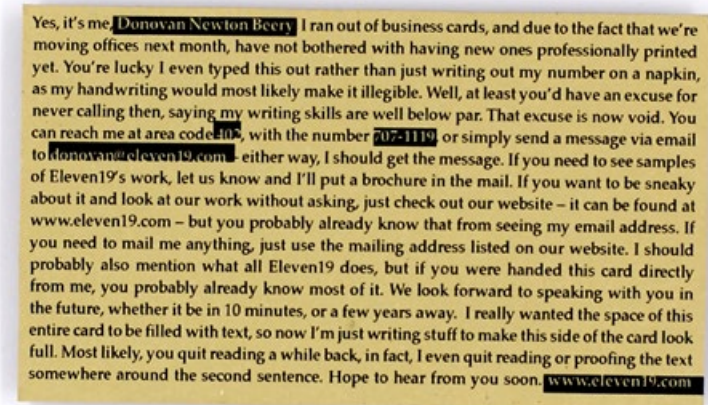 Yes, it's me, Donovan Newton Beery I ran out of business cards, and due to the fact that we're
moving offices next month, have not bothered with having new ones professionally printed
yet. You're lucky I even typed this out rather than just writing out my number on a napkin,
as my handwriting would most likely make it illegible. Well, at least you'd have an excuse for
never calling then, saying my writing skills are well below par. That excuse is now void. You
can reach me at area code 402, with the number 707-1119, or simply send a message via email
to donovan@eleven19.com – either way, I should get the message. If you need to see samples
of Eleven19's work, let us know and I'll put a brochure in the mail. If you want to be sneaky
about it and look at our work without asking, just check out our website – it can be found at
www.eleven19.com – but you probably already know that from seeing my email address. If
you need to mail me anything, just use the mailing address listed on our website. I should
probably also mention what all Eleven19 does, but if you were handed this card directly
from me, you probably already know most of it. We look forward to speaking with you in
the future, whether it be in 10 minutes, or a few years away. I really wanted the space of this
entire card to be filled with text, so now I'm just writing stuff to make this side of the card look
full. Most likely, you quit reading a while back, in fact, I even quit reading or proofing the text
somewhere around the second sentence. Hope to hear from you soon. www.eleven19.com